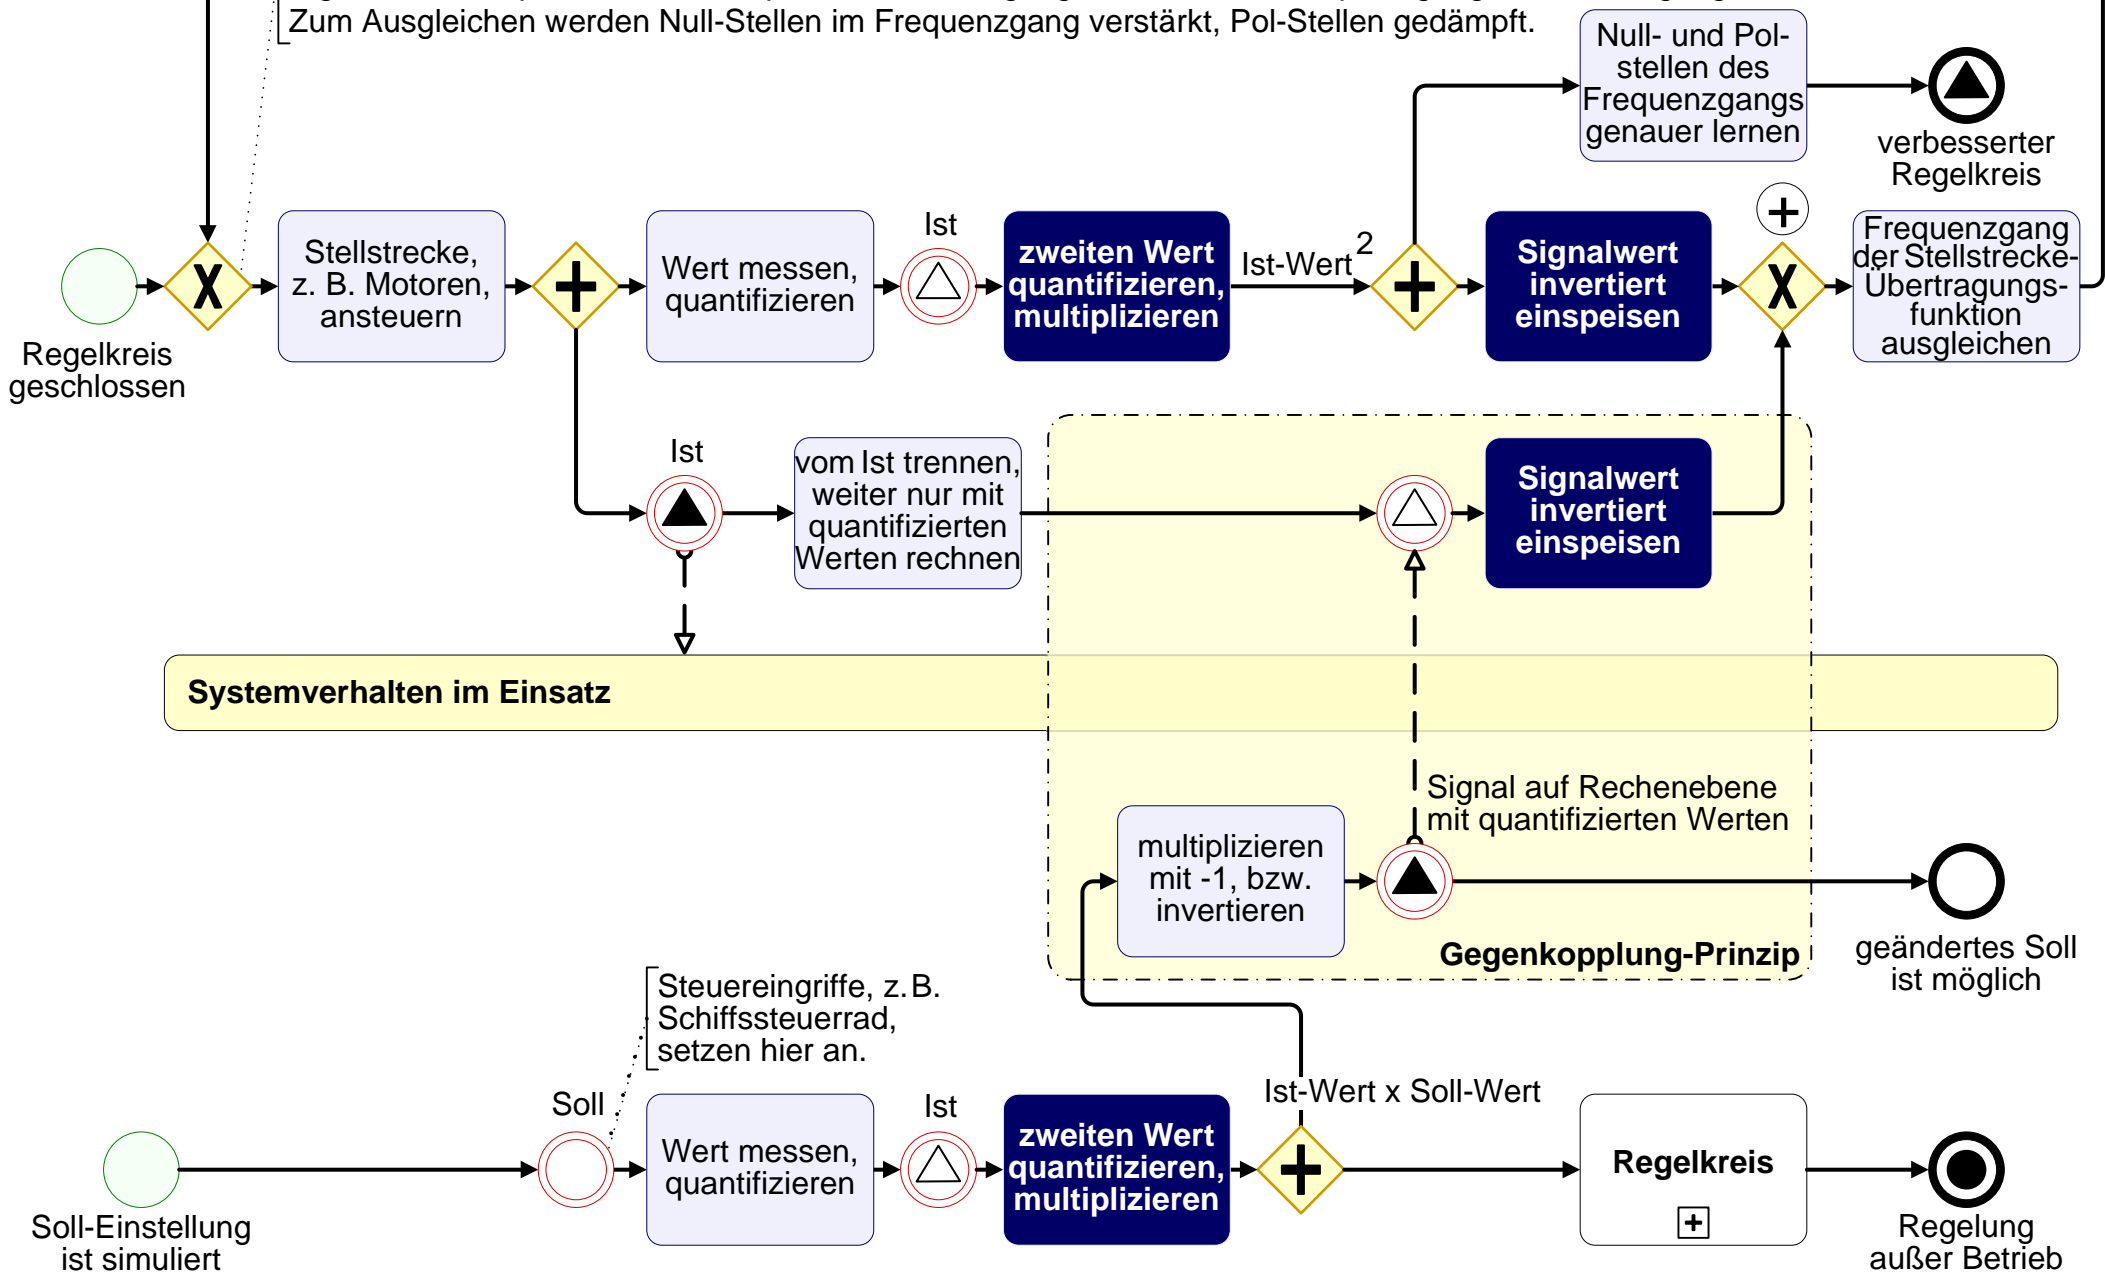 Zum Ausgleichen werden Null-Stellen im Frequenzgang verstärkt, Pol-Stellen gedämpft.
Null- und Pol-
stellen des
Frequenzgangs
genauer lernen
verbesserter
Regelkreis
Regelkreis
geschlossen
Stellstrecke,
z. B. Motoren,
ansteuern
Wert messen,
quantifizieren
Ist
zweiten Wert
quantifizieren,
multiplizieren
Ist-Wert²
Signalwert
invertiert
einspeisen
Frequenzgang
der Stellstrecke-
Übertragungs-
funktion
ausgleichen
Ist
vom Ist trennen,
weiter nur mit
quantifizierten
Werten rechnen
Signalwert
invertiert
einspeisen
Systemverhalten im Einsatz
Signal auf Rechenebene
mit quantifizierten Werten
multiplizieren
mit -1, bzw.
invertieren
Gegenkopplung-Prinzip
geändertes Soll
ist möglich
Steuereingriffe, z.B.
Schiffssteuerrad,
setzen hier an.
Soll-Einstellung
ist simuliert
Soll
Wert messen,
quantifizieren
Ist
zweiten Wert
quantifizieren,
multiplizieren
Ist-Wert x Soll-Wert
Regelkreis
Regelung
außer Betrieb